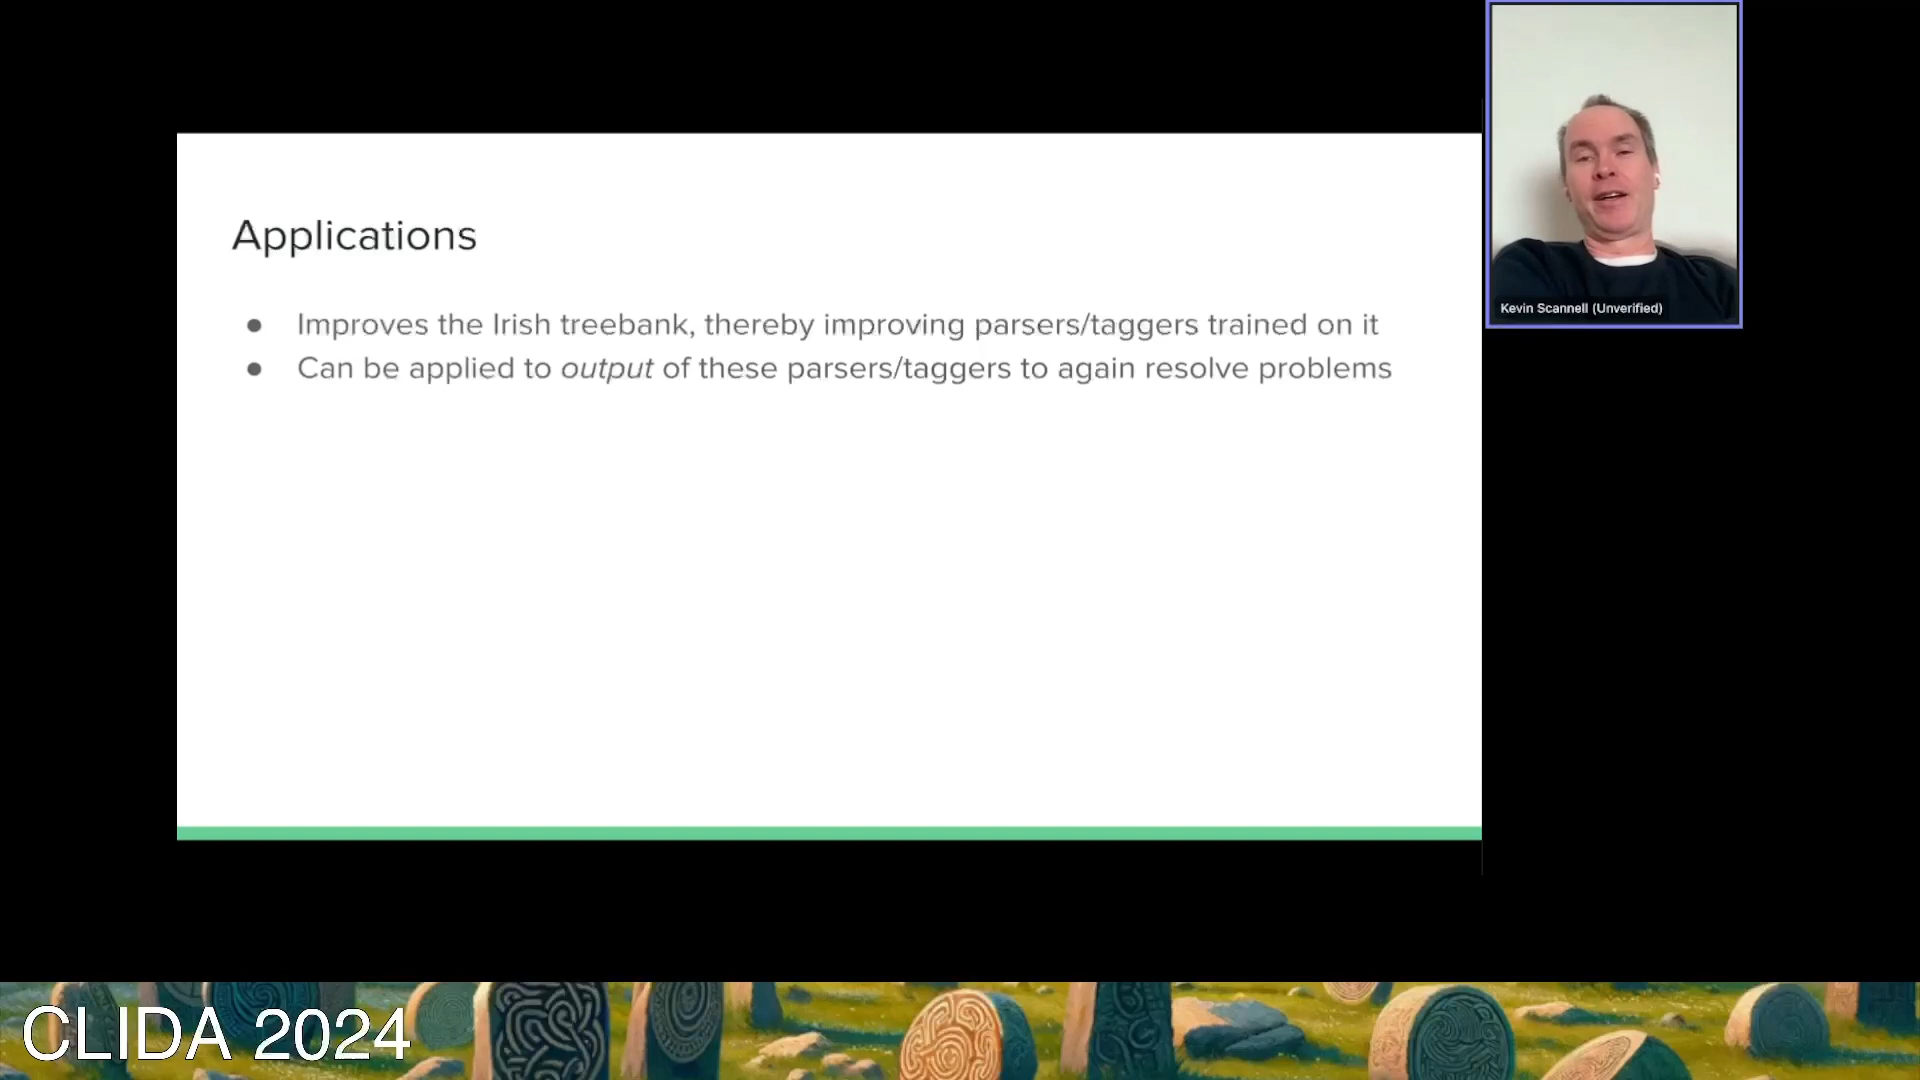 Applications
● Improves the Irish treebank, thereby improving parsers/taggers trained on it
● Can be applied to output of these parsers/taggers to again resolve problems
Kevin Scannell (Unverified)
CLIDA 2024